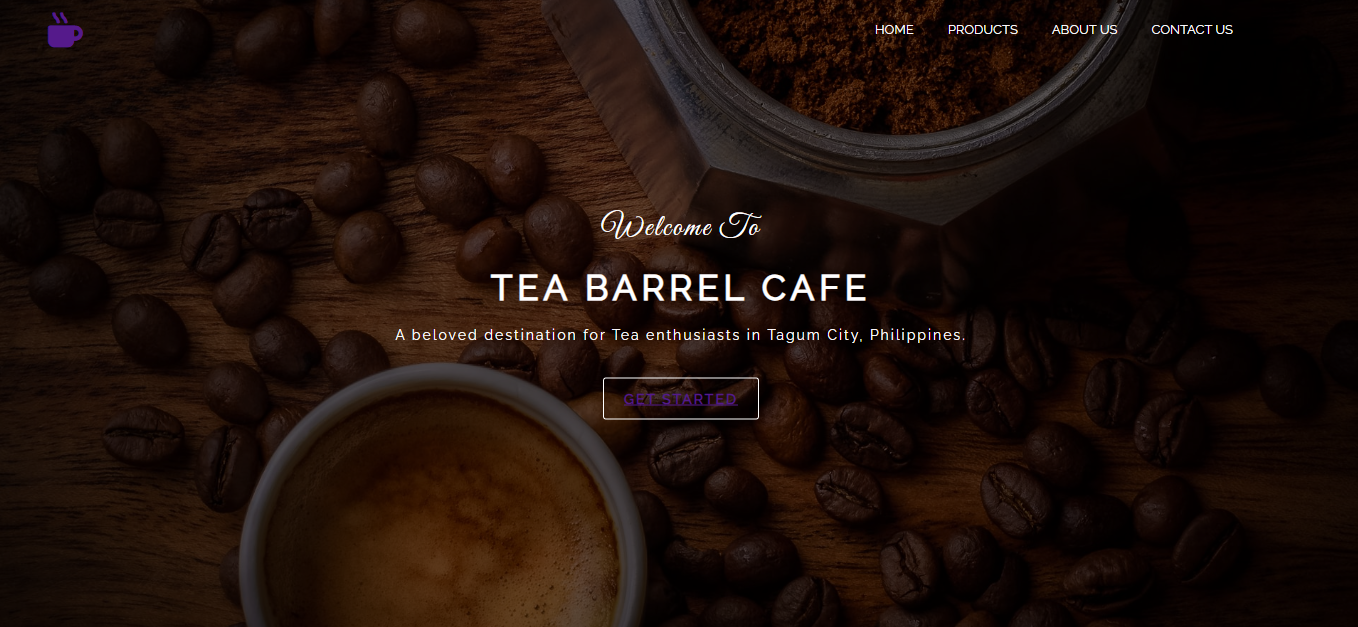 HOME PRODUCTS ABOUT US CONTACT US
Welcome To
TEA BARREL CAFE
A beloved destination for Tea enthusiasts in Tagum City, Philippines.
GET STARTED